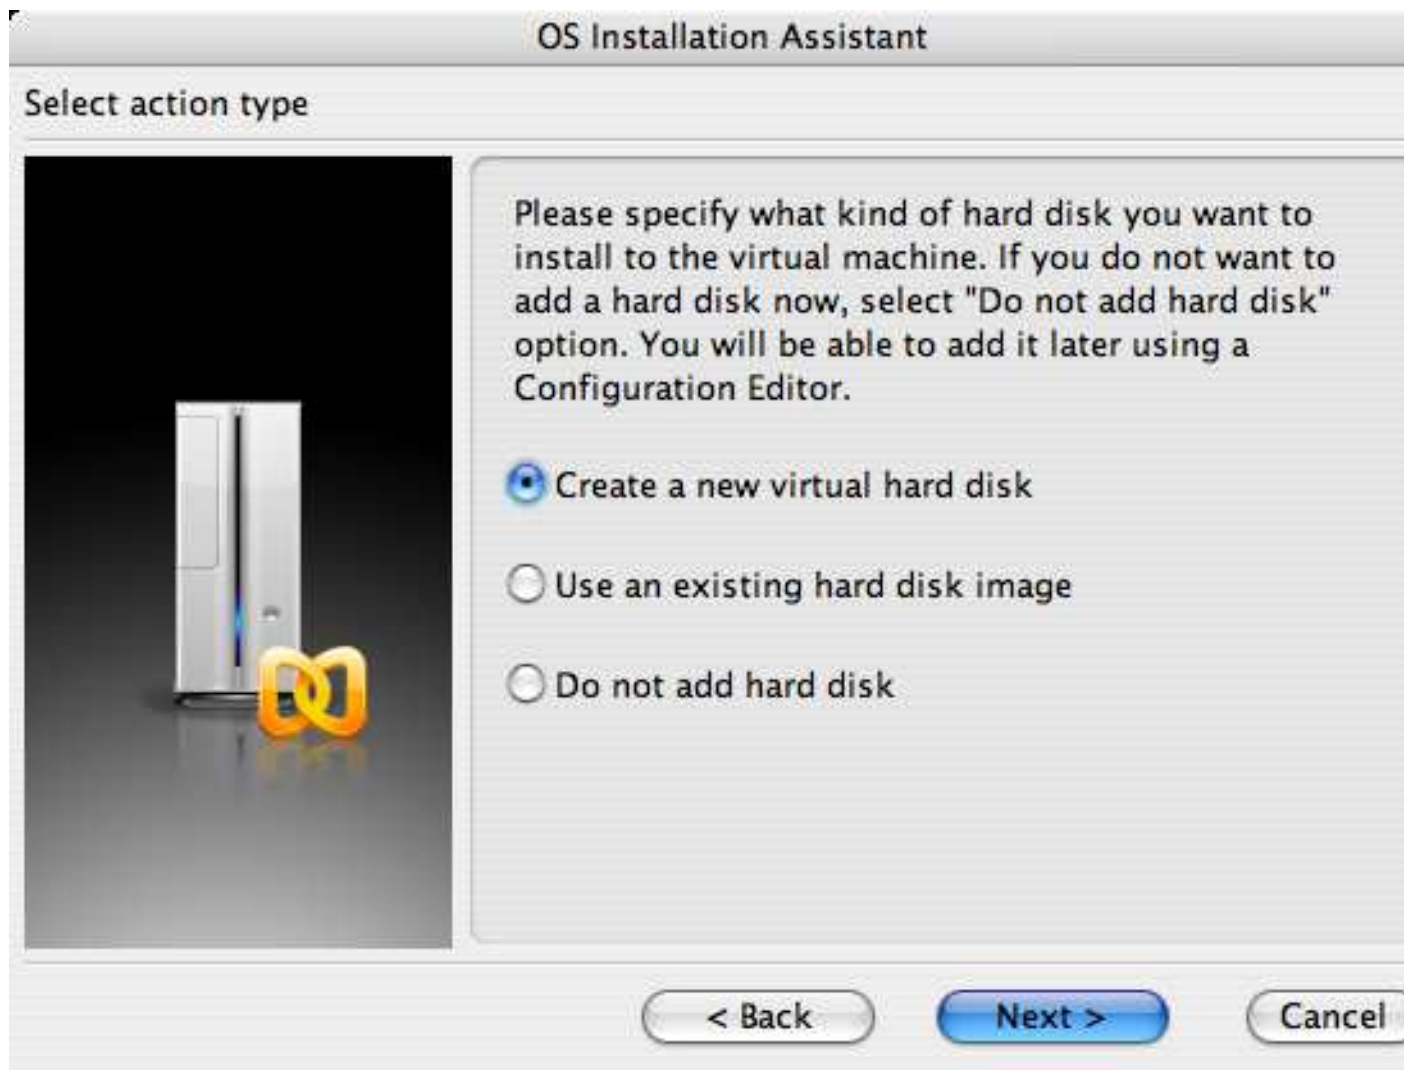 OS Installation Assistant
Select action type
Please specify what kind of hard disk you want to
install to the virtual machine. If you do not want to
add a hard disk now, select "Do not add hard disk"
option. You will be able to add it later using a
Configuration Editor.
Create a new virtual hard disk
Use an existing hard disk image
Do not add hard disk
< Back
Next >
Cancel